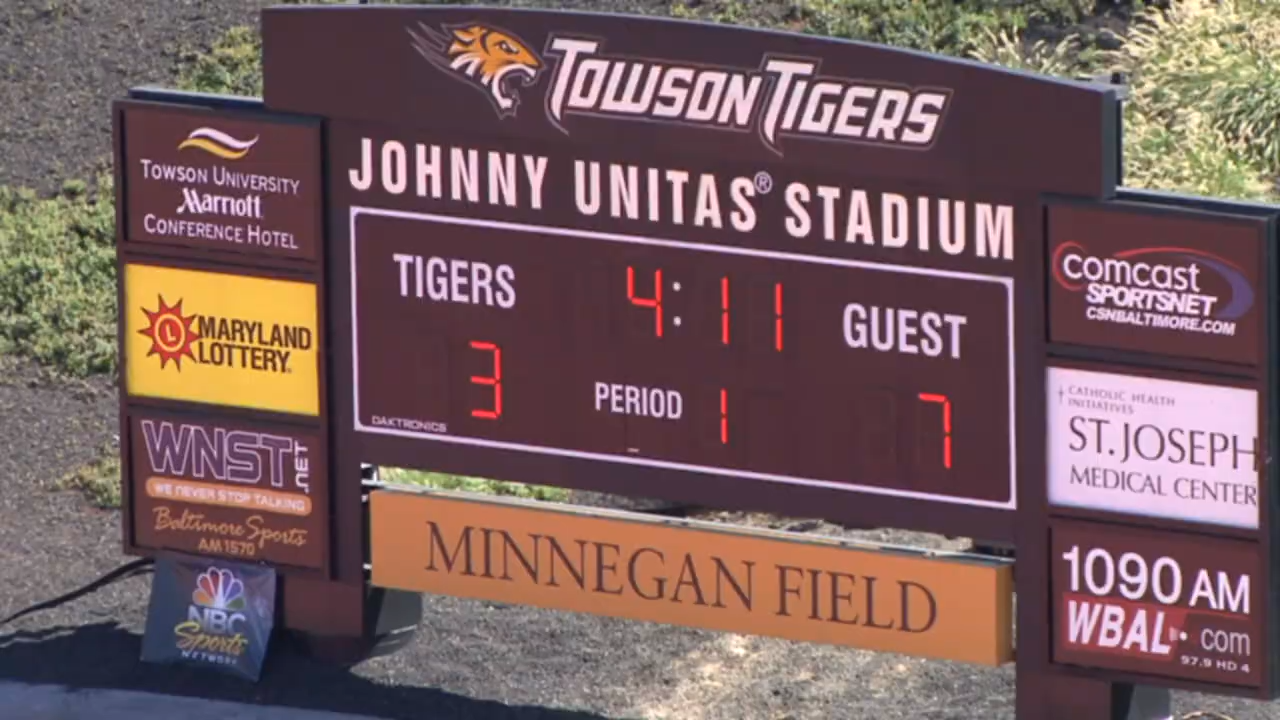 TOWSON TIGERS
JOHNNY UNITAS® STADIUM
TOWSON UNIVERSITY
Marriott
CONFERENCE HOTEL
L
MARYLAND
LOTTERY
WNST.NET
WE NEVER STOP TALKING
Baltimore Sports
AM 1570
NBC
Sports
NETWORK
TIGERS
4:11
GUEST
3
PERIOD
1
7
DAKTRONICS
MINNEGAN FIELD
comcast
SPORTSNET
CSNBALTIMORE.COM
CATHOLIC HEALTH
INITIATIVES
ST. JOSEPH
MEDICAL CENTER
1090 AM
WBAL.com
97.9 HD 4